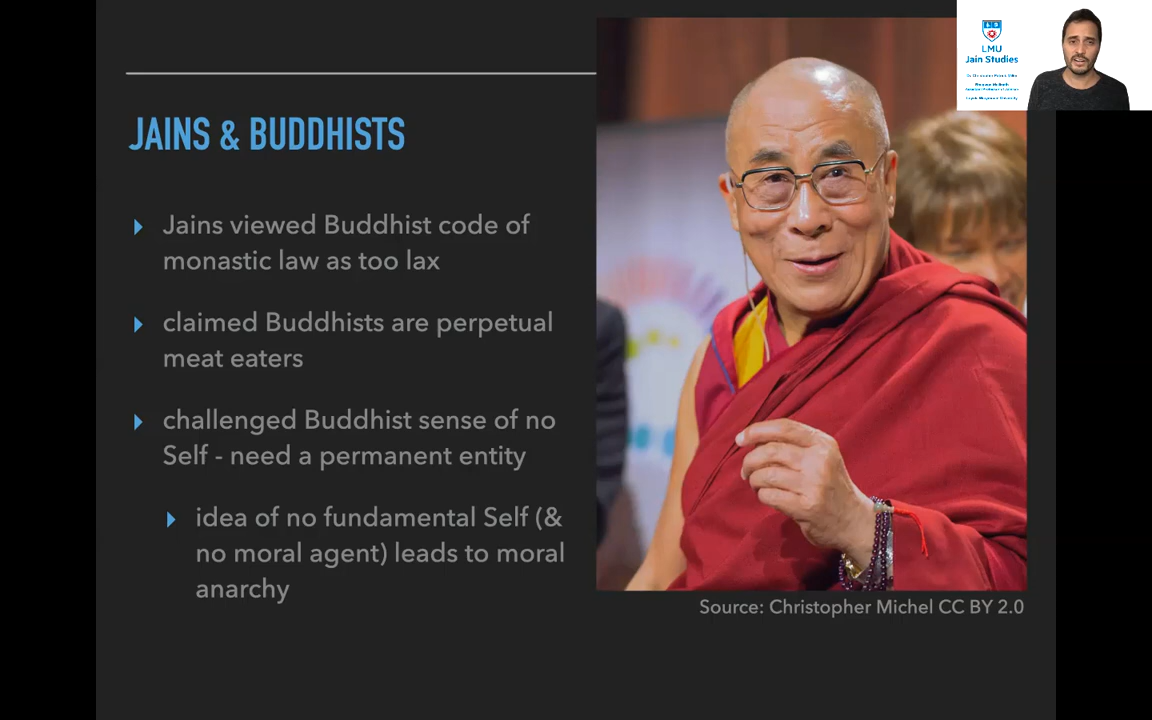 LMU
Jain Studies
JAINS & BUDDHISTS
Jains viewed Buddhist code of
monastic law as too lax
claimed Buddhists are perpetual
meat eaters
challenged Buddhist sense of no
Self - need a permanent entity
idea of no fundamental Self (&
no moral agent) leads to moral
anarchy
Source: Christopher Michel CC BY 2.0